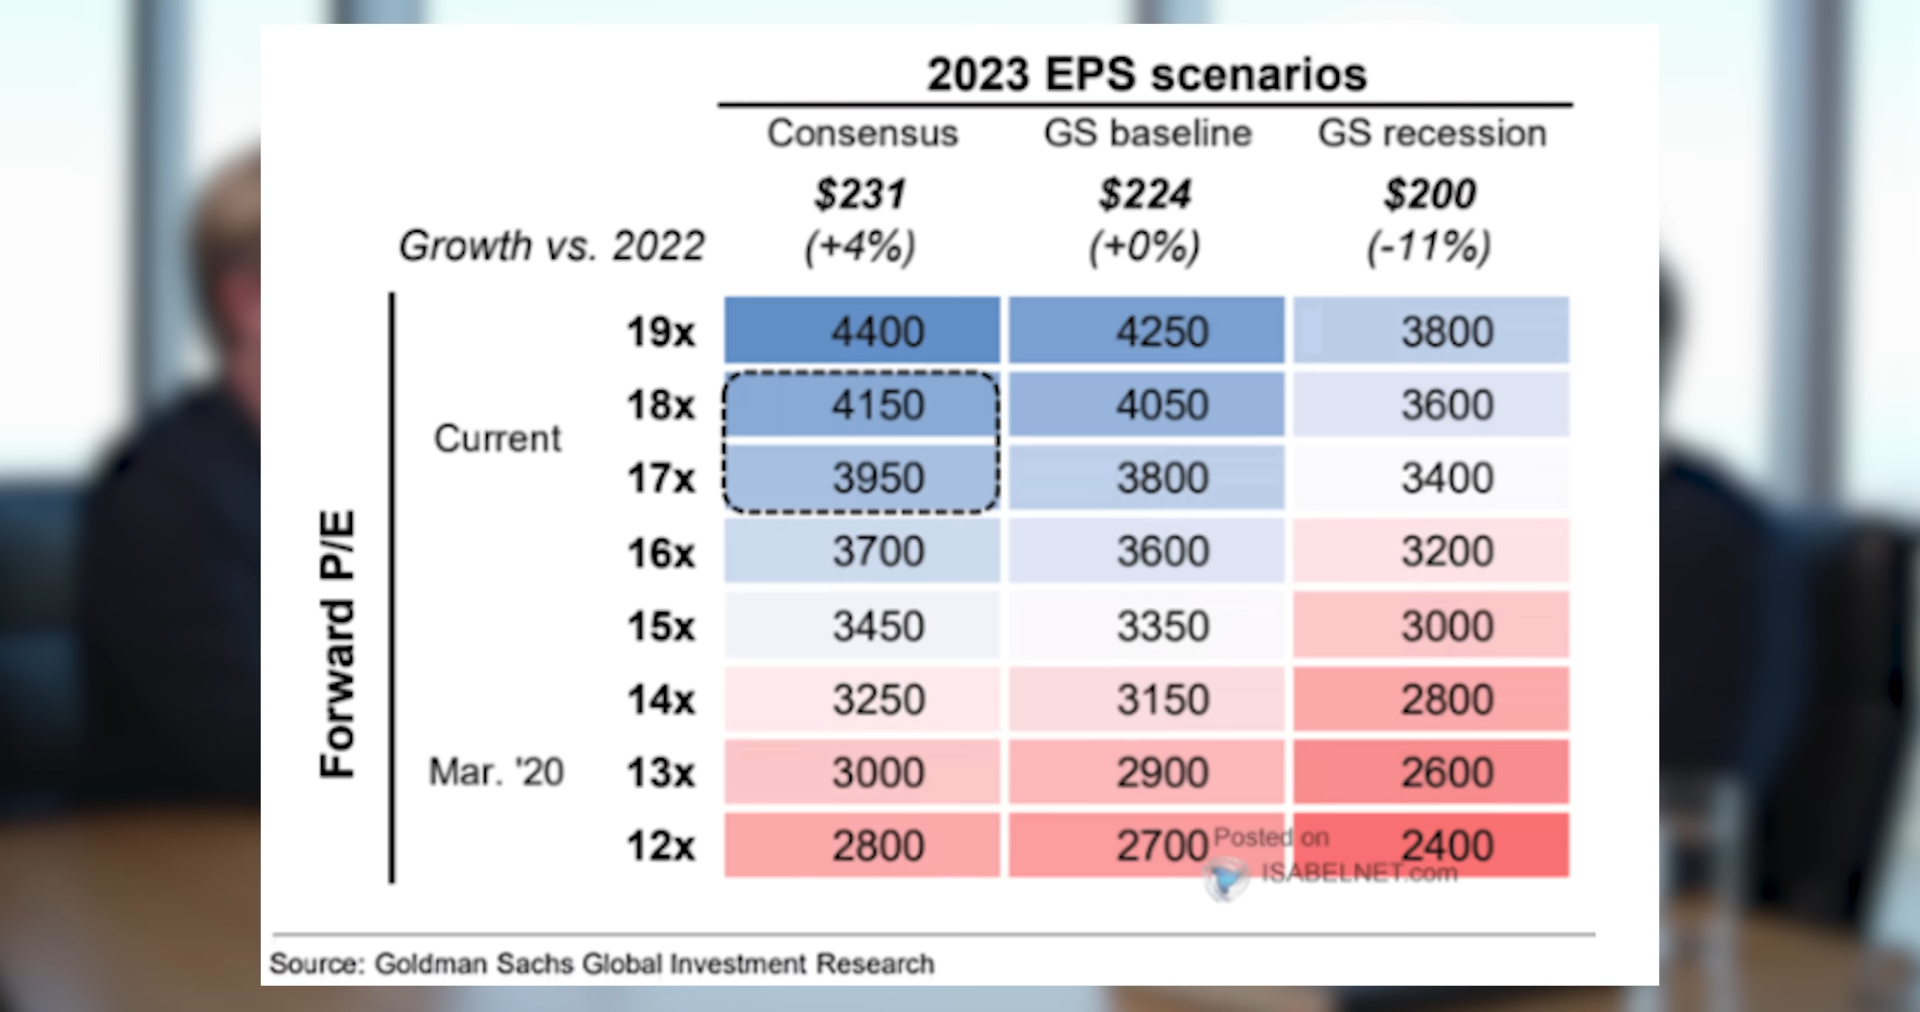 2023 EPS scenarios
Consensus GS baseline GS recession
$231 $224 $200
Growth vs. 2022 (+4%) (+0%) (-11%)
19x 4400 4250 3800
18x 4150 4050 3600
Current
17x 3950 3800 3400
16x 3700 3600 3200
Forward P/E
15x 3450 3350 3000
14x 3250 3150 2800
Mar. '20 13x 3000 2900 2600
12x 2800 2700 2400
Posted on
ISABELNET.com
Source: Goldman Sachs Global Investment Research